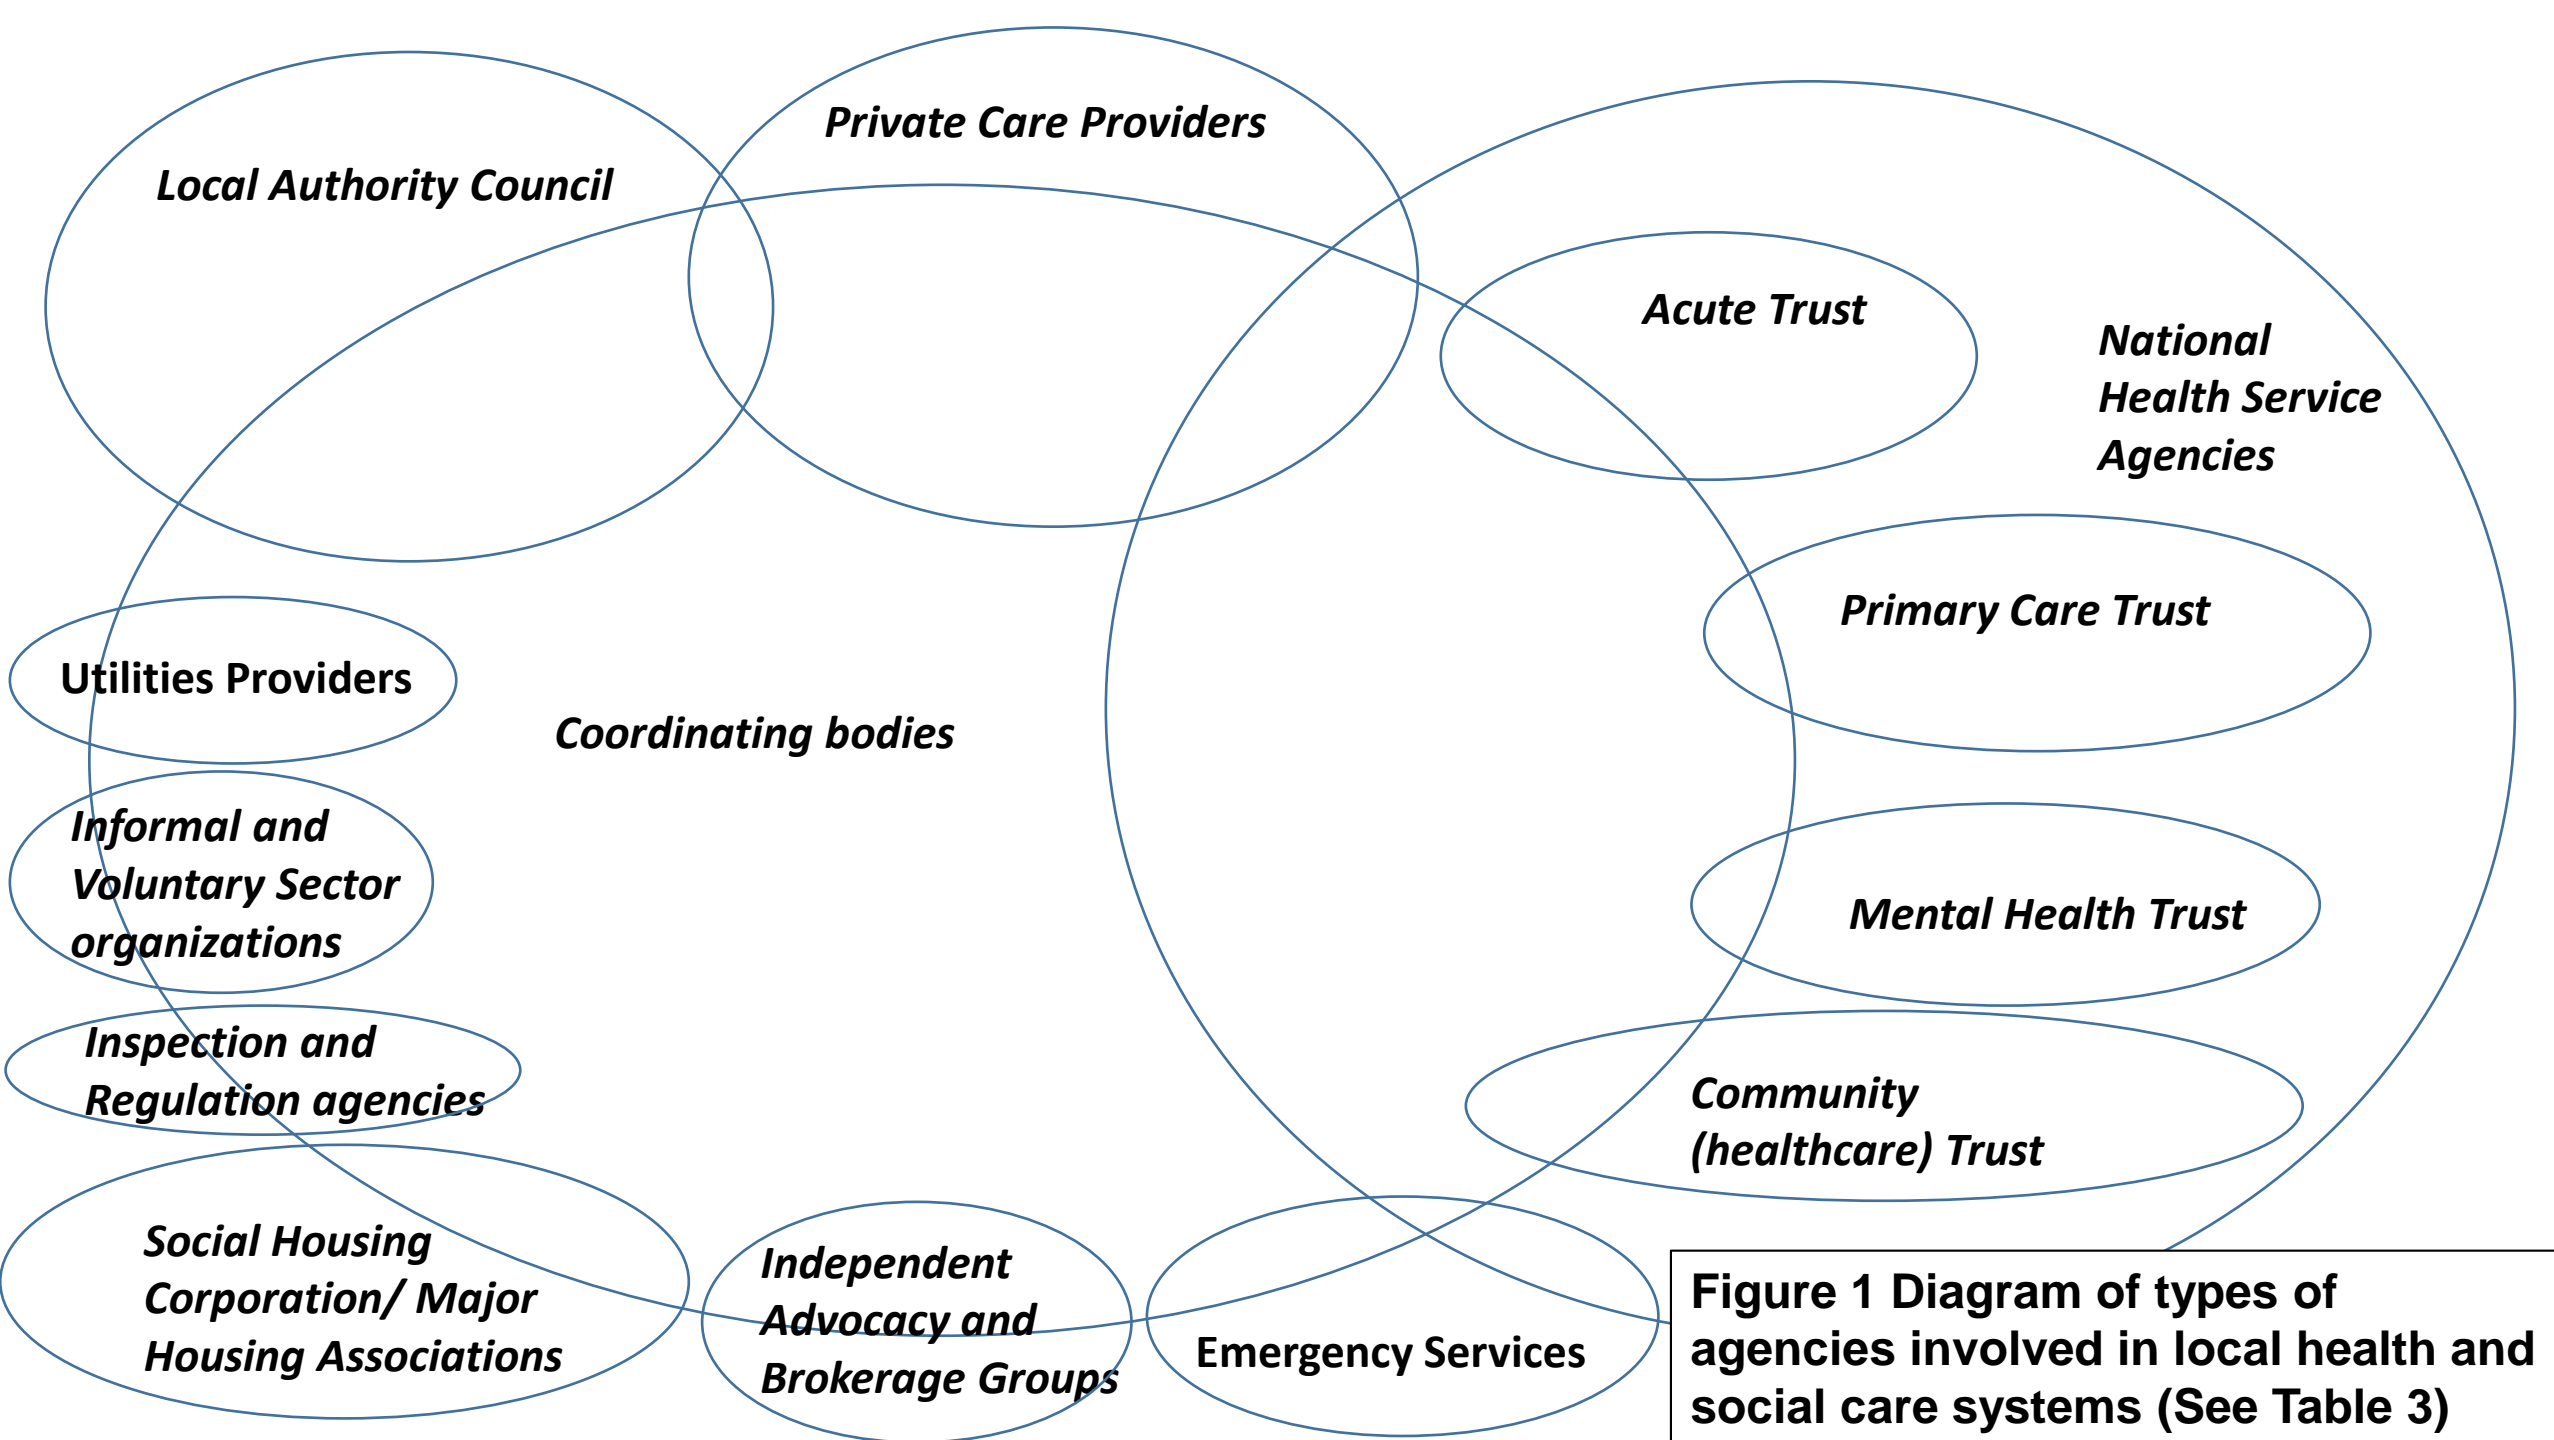 Private Care Providers
Local Authority Council
Acute Trust
National
Health Service
Agencies
Primary Care Trust
Utilities Providers
Coordinating bodies
Informal and
Voluntary Sector
organizations
Mental Health Trust
Inspection and
Regulation agencies
Community
(healthcare) Trust
Social Housing
Corporation/ Major
Housing Associations
Independent
Advocacy and
Brokerage Groups
Emergency Services
Figure 1 Diagram of types of
agencies involved in local health and
social care systems (See Table 3)